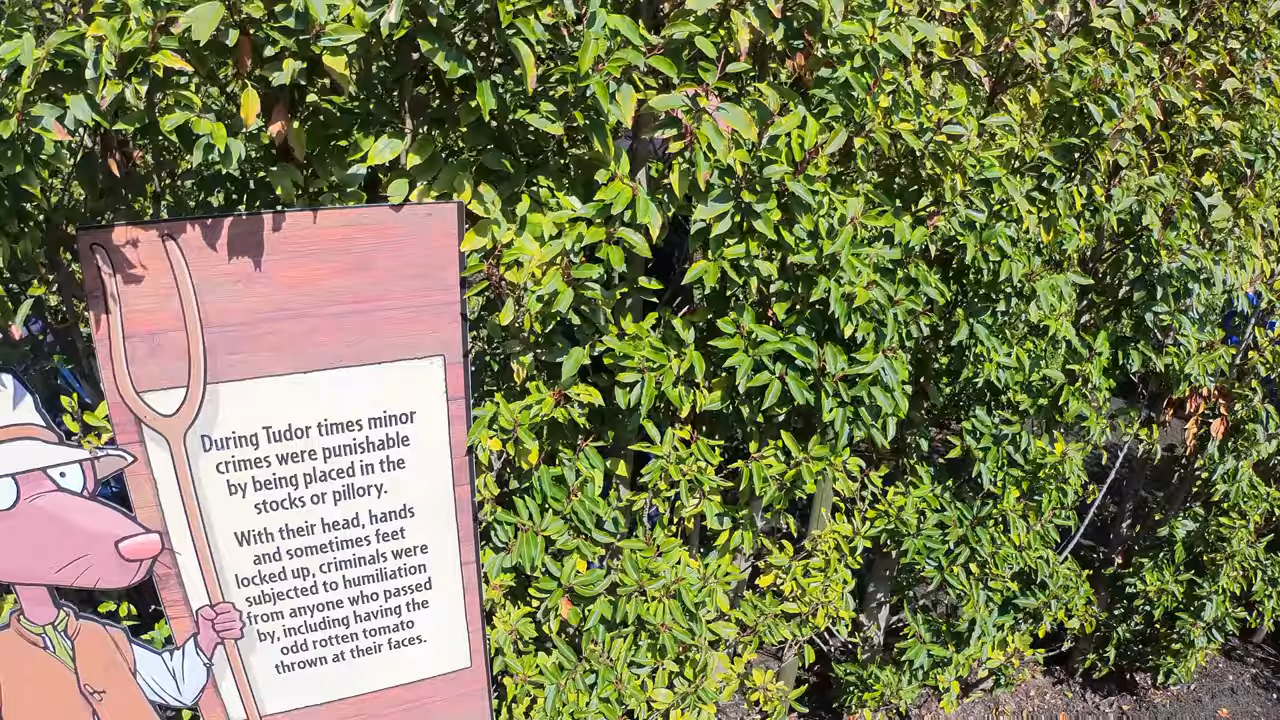 During Tudor times minor
crimes were punishable
by being placed in the
stocks or pillory.
With their head, hands
and sometimes feet
locked up, criminals were
subjected to humiliation
from anyone who passed
by, including having the
odd rotten tomato
thrown at their faces.